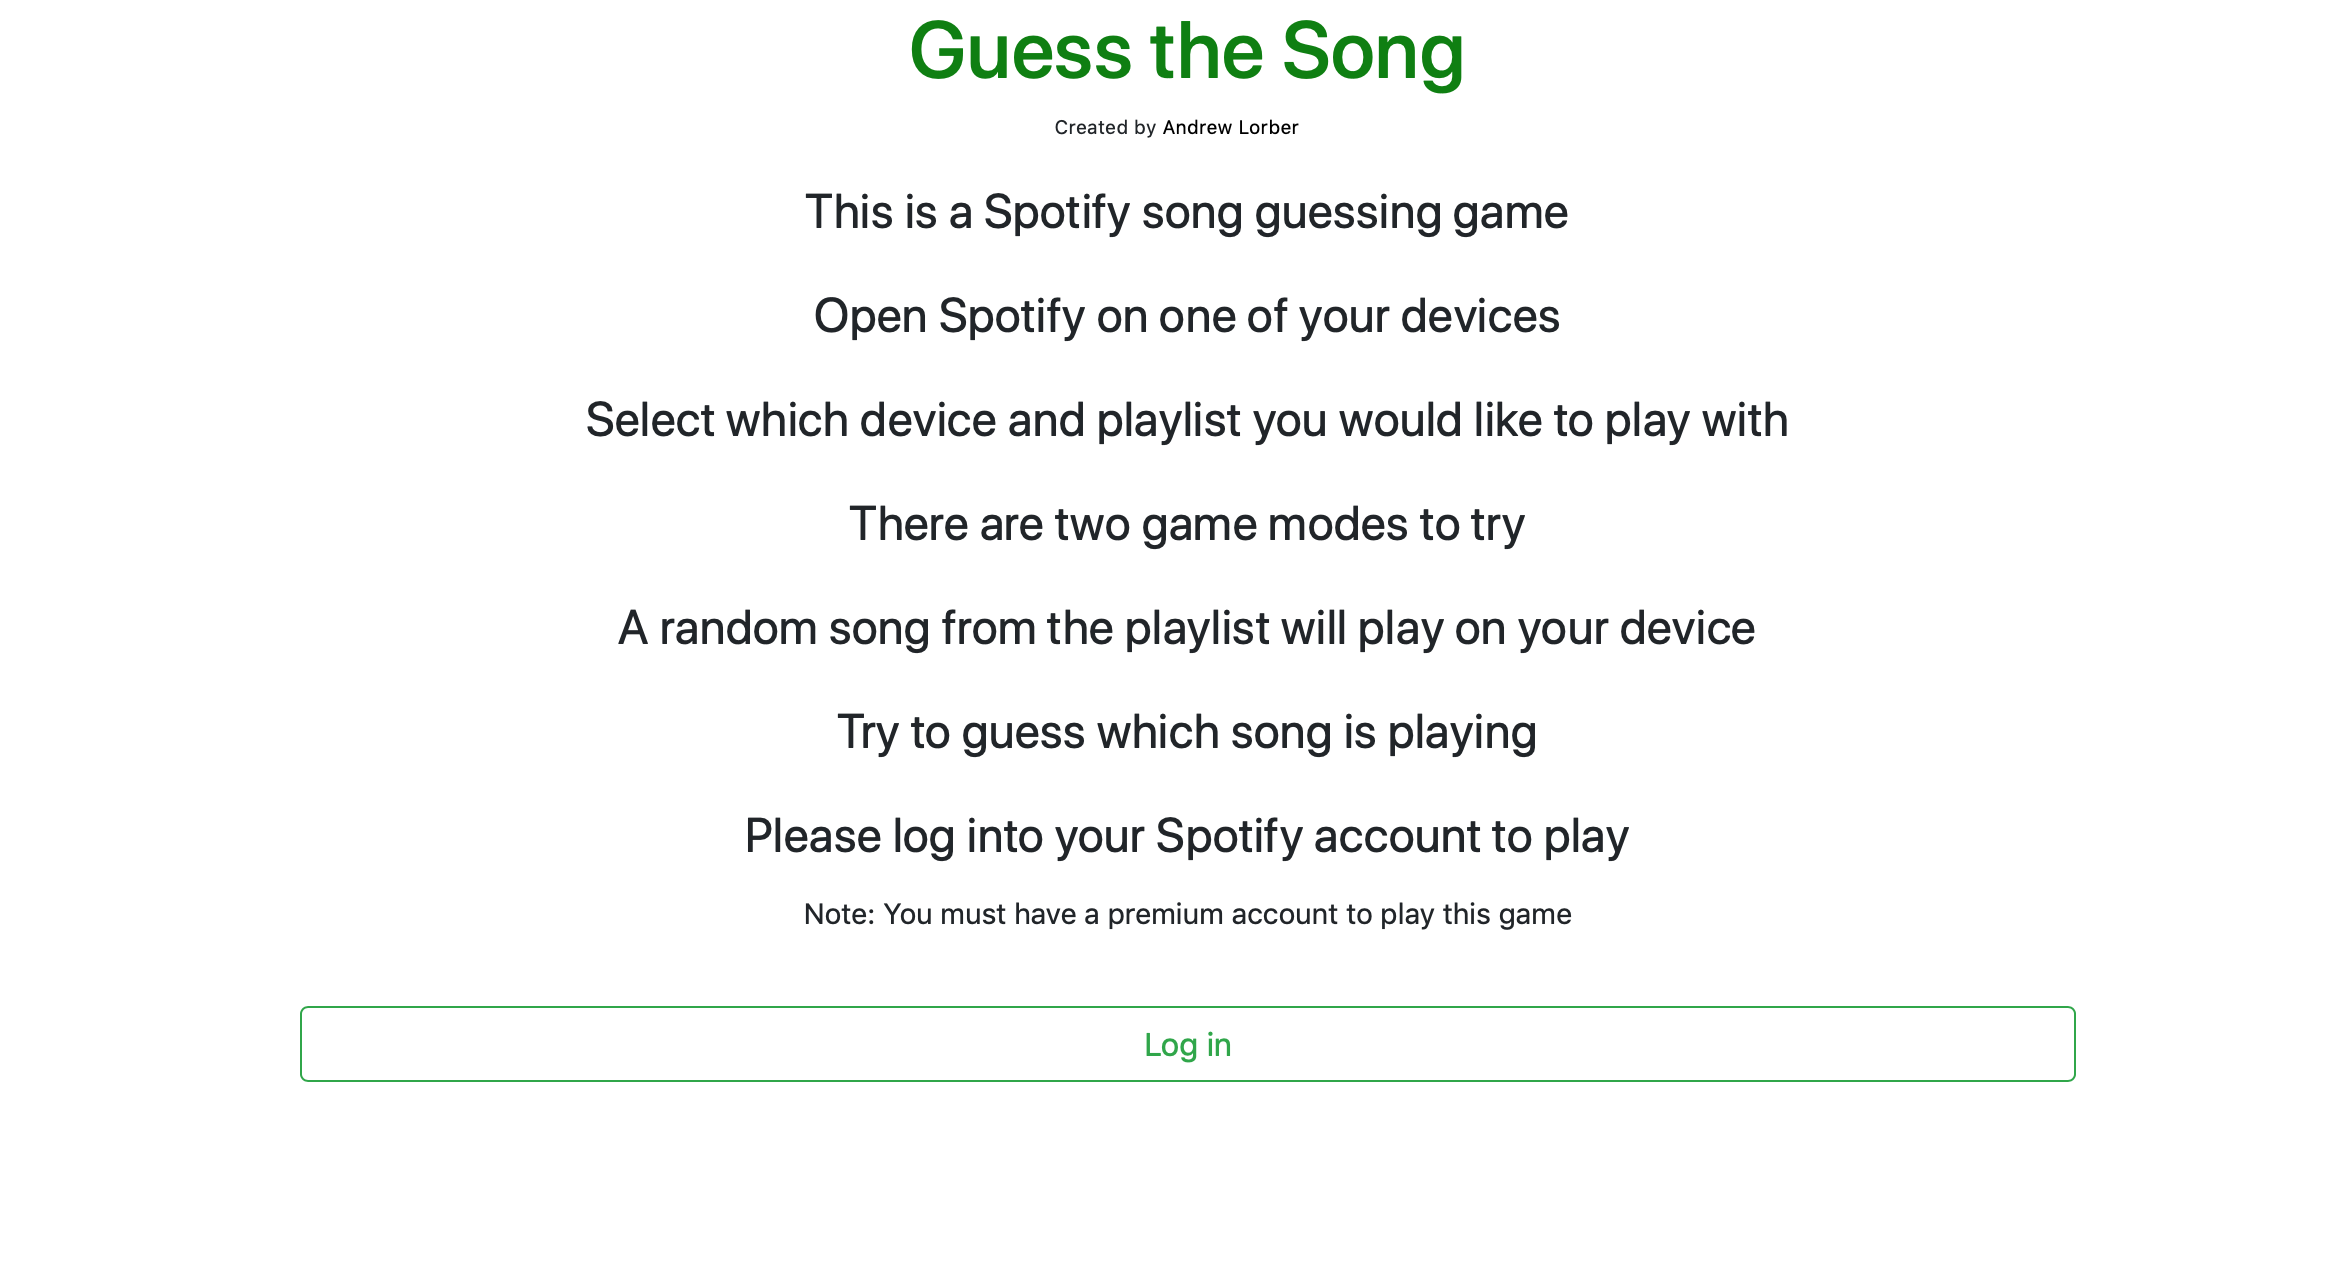 Guess the Song
Created by Andrew Lorber
This is a Spotify song guessing game
Open Spotify on one of your devices
Select which device and playlist you would like to play with
There are two game modes to try
A random song from the playlist will play on your device
Try to guess which song is playing
Please log into your Spotify account to play
Note: You must have a premium account to play this game
Log in